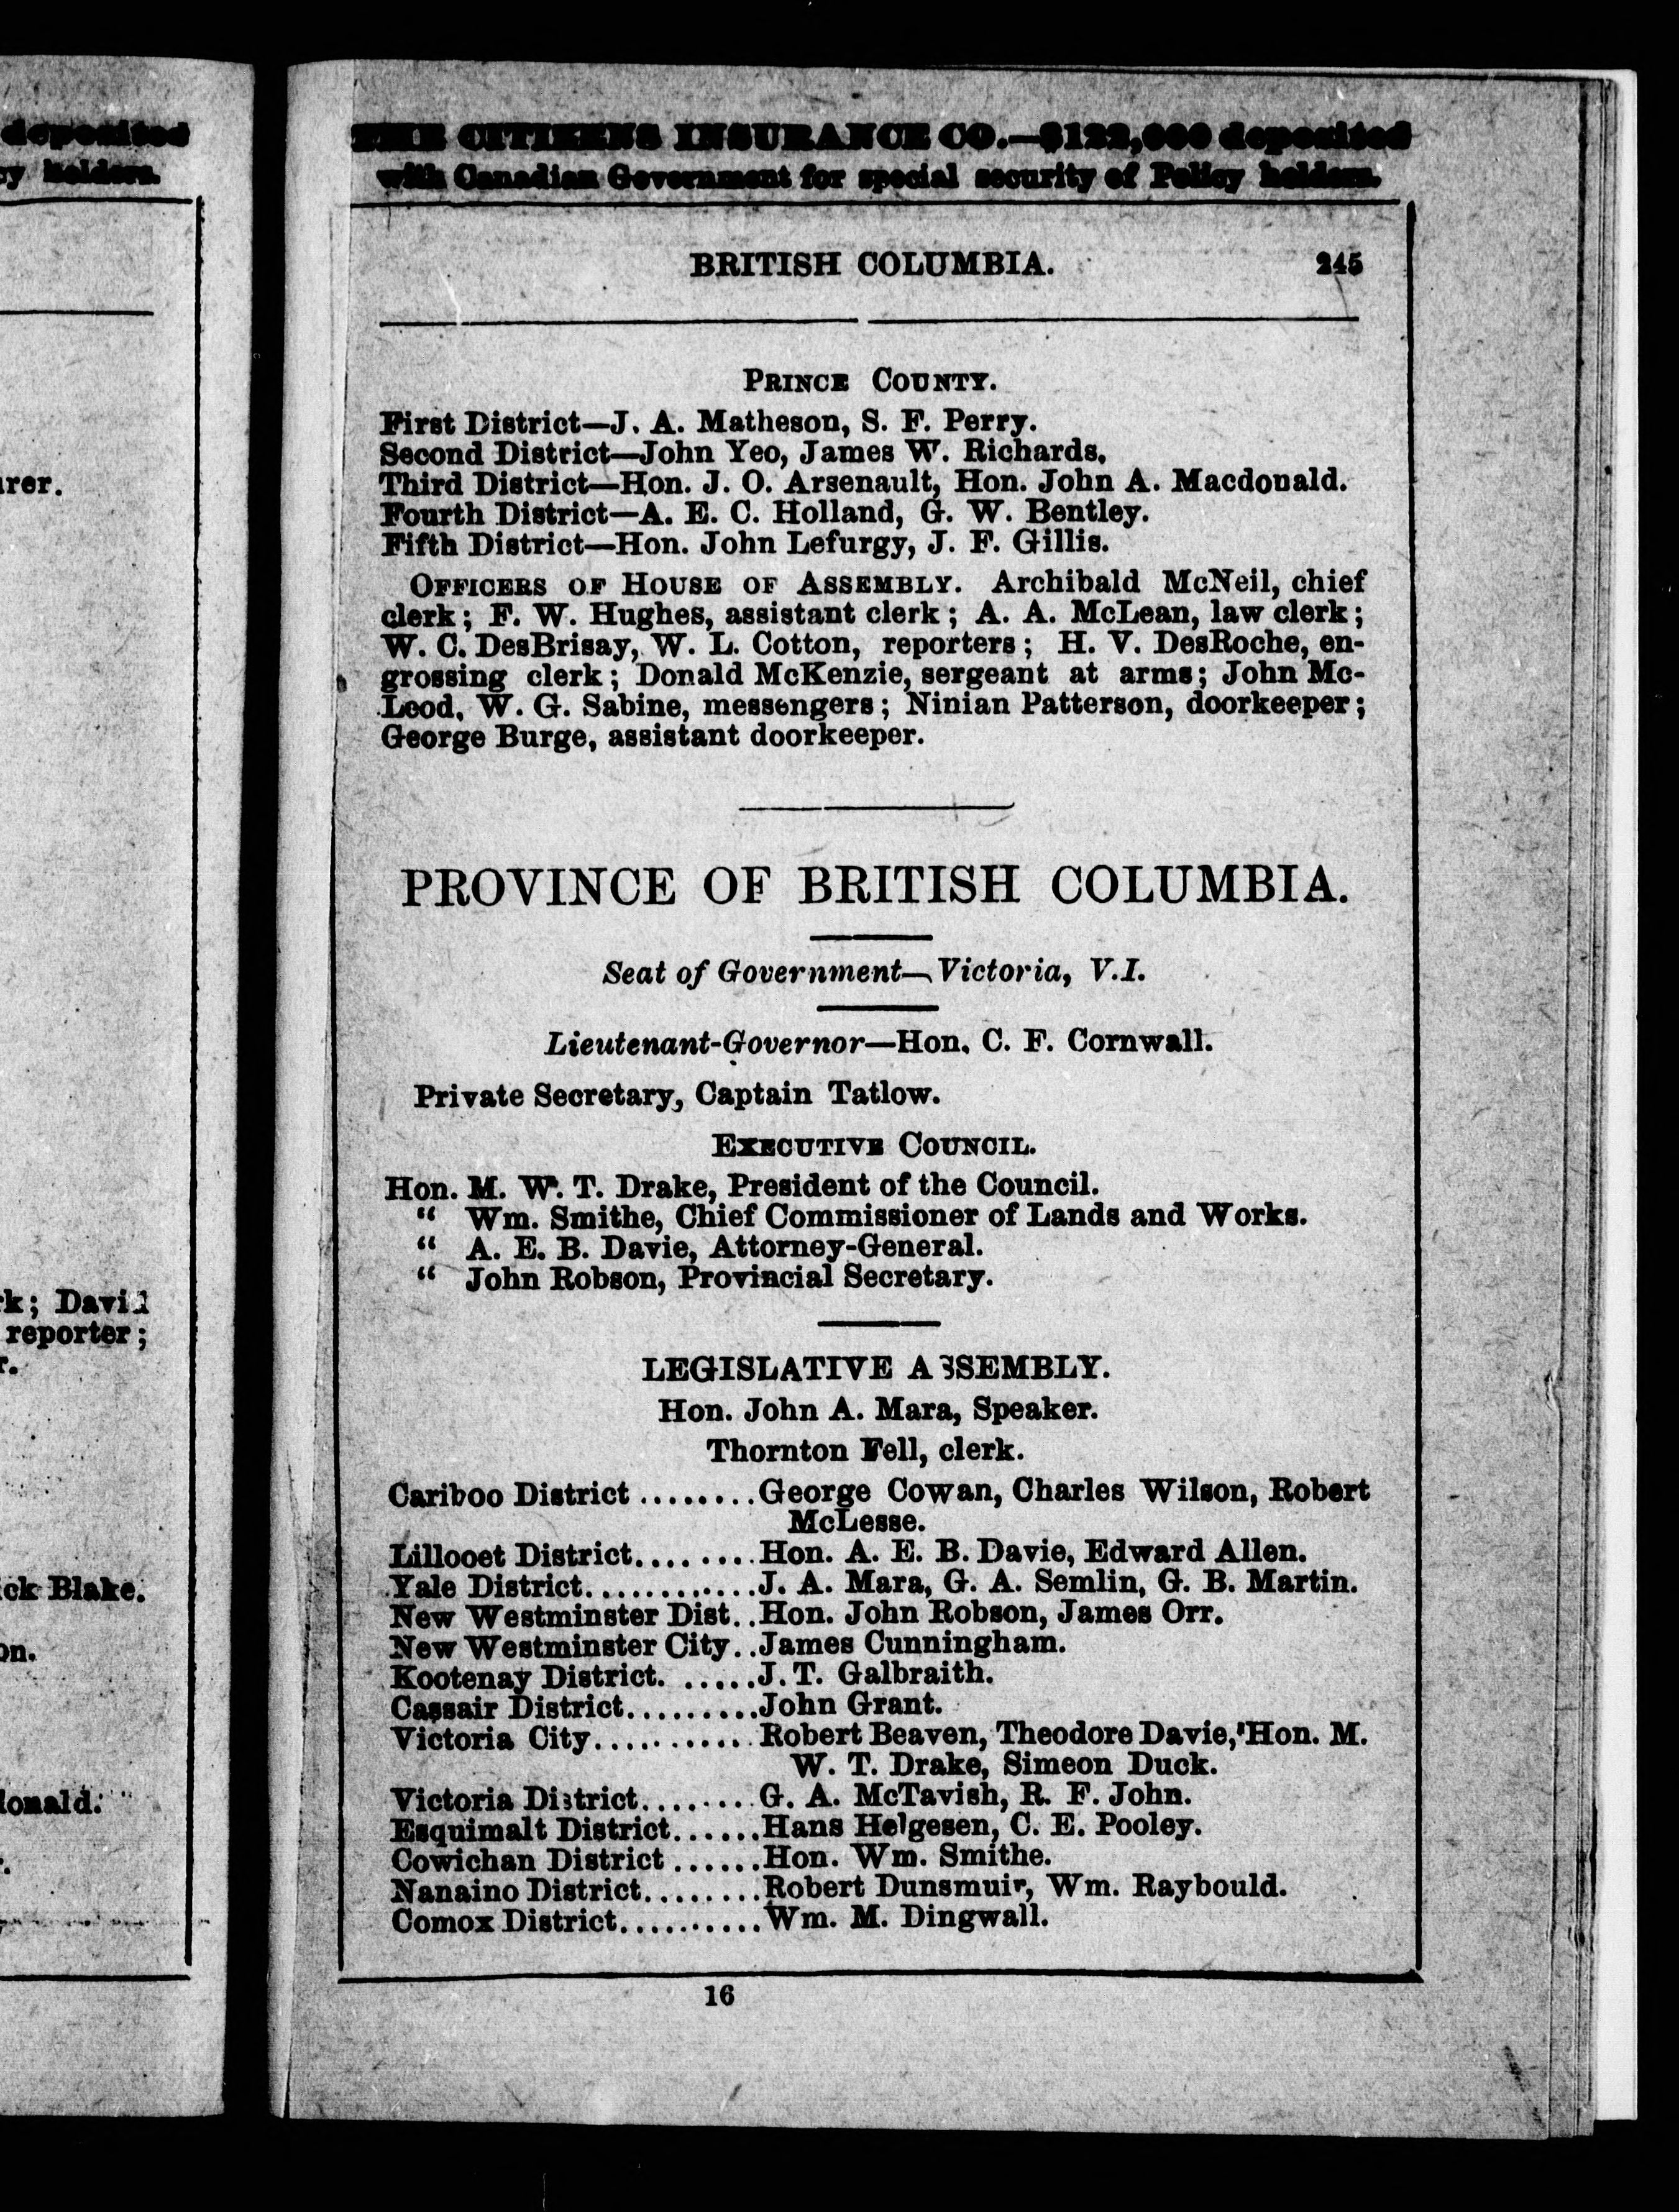 deposited
cy holders.
urer.
rk; David
reporter;
r.
ck Blake.
on.
donald.
THE CITIZENS INSURANCE CO.—$122,000 deposited
with Canadian Government for special security of Policy holders.
BRITISH COLUMBIA. 245
PRINCE COUNTY.
First District—J. A. Matheson, S. F. Perry.
Second District—John Yeo, James W. Richards.
Third District—Hon. J. O. Arsenault, Hon. John A. Macdonald.
Fourth District—A. E. C. Holland, G. W. Bentley.
Fifth District—Hon. John Lefurgy, J. F. Gillis.
OFFICERS OF HOUSE OF ASSEMBLY. Archibald McNeil, chief
clerk; F. W. Hughes, assistant clerk; A. A. McLean, law clerk;
W. C. DesBrisay, W. L. Cotton, reporters; H. V. DesRoche, en-
grossing clerk; Donald McKenzie, sergeant at arms; John Mc-
Leod, W. G. Sabine, messengers; Ninian Patterson, doorkeeper;
George Burge, assistant doorkeeper.
PROVINCE OF BRITISH COLUMBIA.
Seat of Government—Victoria, V.I.
Lieutenant-Governor—Hon. C. F. Cornwall.
Private Secretary, Captain Tatlow.
EXECUTIVE COUNCIL.
Hon. M. W. T. Drake, President of the Council.
" Wm. Smithe, Chief Commissioner of Lands and Works.
" A. E. B. Davie, Attorney-General.
" John Robson, Provincial Secretary.
LEGISLATIVE ASSEMBLY.
Hon. John A. Mara, Speaker.
Thornton Fell, clerk.
Cariboo District ........George Cowan, Charles Wilson, Robert
McLesse.
Lillooet District........Hon. A. E. B. Davie, Edward Allen.
Yale District............J. A. Mara, G. A. Semlin, G. B. Martin.
New Westminster Dist..Hon. John Robson, James Orr.
New Westminster City..James Cunningham.
Kootenay District. ......J. T. Galbraith.
Cassair District.........John Grant.
Victoria City...........Robert Beaven, Theodore Davie, Hon. M.
W. T. Drake, Simeon Duck.
Victoria District........G. A. McTavish, R. F. John.
Esquimalt District......Hans Helgesen, C. E. Pooley.
Cowichan District ......Hon. Wm. Smithe.
Nanaino District........Robert Dunsmuir, Wm. Raybould.
Comox District..........Wm. M. Dingwall.
16